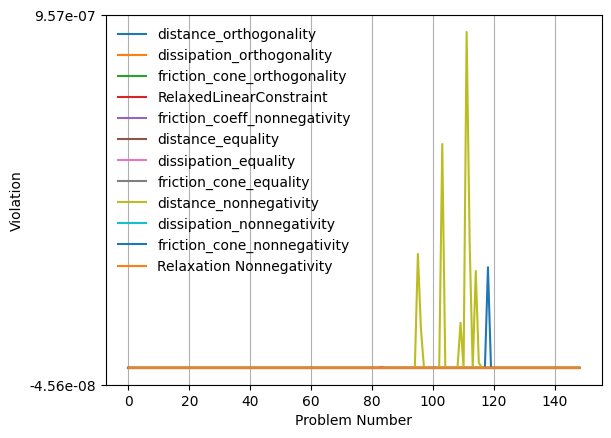 9.57e-07
distance_orthogonality
dissipation_orthogonality
friction_cone_orthogonality
RelaxedLinearConstraint
friction_coeff_nonnegativity
distance_equality
dissipation_equality
friction_cone_equality
distance_nonnegativity
dissipation_nonnegativity
friction_cone_nonnegativity
Relaxation Nonnegativity
Violation
-4.56e-08
0 20 40 60 80 100 120 140
Problem Number